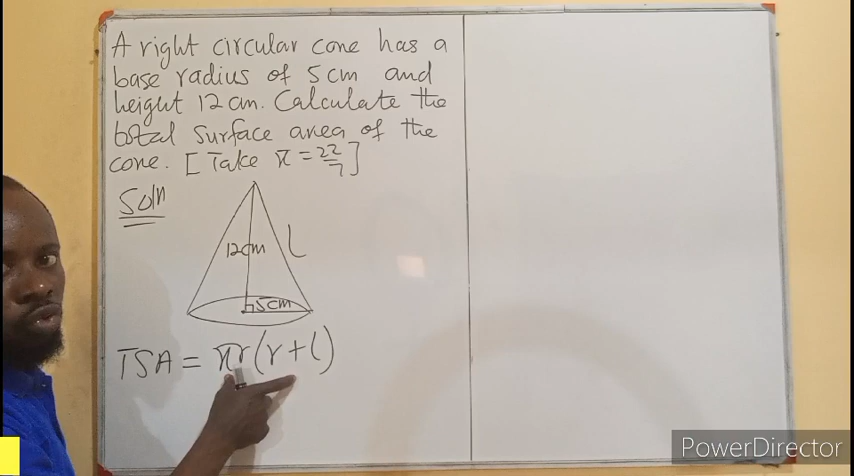 A right circular cone has a
base radius of 5cm and
height 12cm. Calculate the
total surface area of the
cone. [Take π = 22/7]
Soln
12cm
l
5cm
TSA = πr(r+l)
PowerDirector